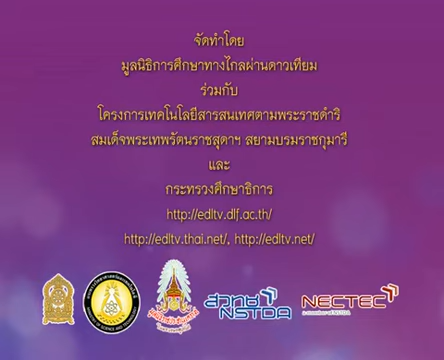 จัดทำโดย
มูลนิธิการศึกษาทางไกลผ่านดาวเทียม
ร่วมกับ
โครงการเทคโนโลยีสารสนเทศตามพระราชดำริ
สมเด็จพระเทพรัตนราชสุดาฯ สยามบรมราชกุมารี
และ
กระทรวงศึกษาธิการ
http://edltv.dlf.ac.th/
http://edltv.thai.net/, http://edltv.net/
สวทช
NSTDA
NECTEC
a member of NSTDA